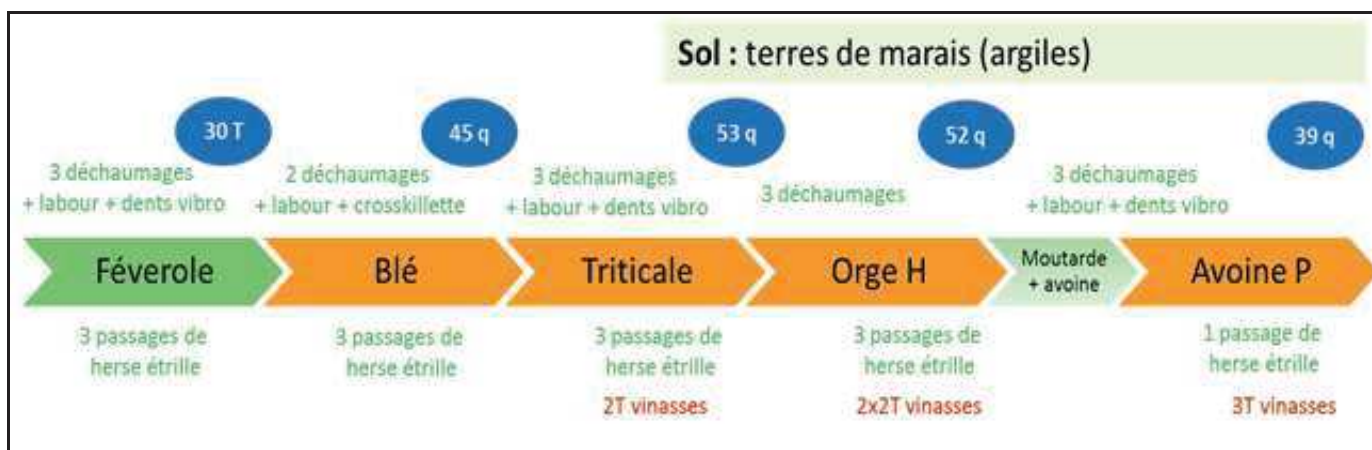 Sol : terres de marais (argiles)
30 T
45 q
53 q
52 q
39 q
3 déchaumages
+ labour + dents vibro
2 déchaumages
+ labour + crosskillette
3 déchaumages
+ labour + dents vibro
3 déchaumages
3 déchaumages
+ labour + dents vibro
Féverole
Blé
Triticale
Orge H
Moutarde
+ avoine
Avoine P
3 passages de
herse étrille
3 passages de
herse étrille
3 passages de
herse étrille
2T vinasses
3 passages de
herse étrille
2x2T vinasses
1 passage de
herse étrille
3T vinasses